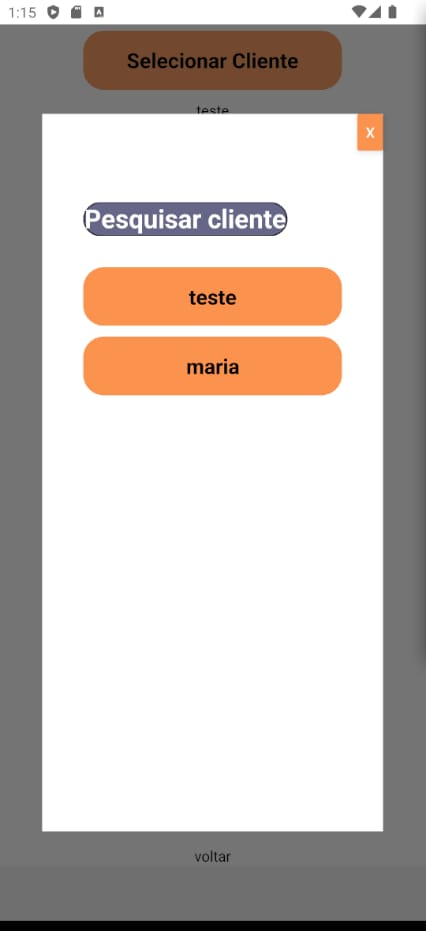 1:15
Selecionar Cliente
teste
X
Pesquisar cliente
teste
maria
voltar